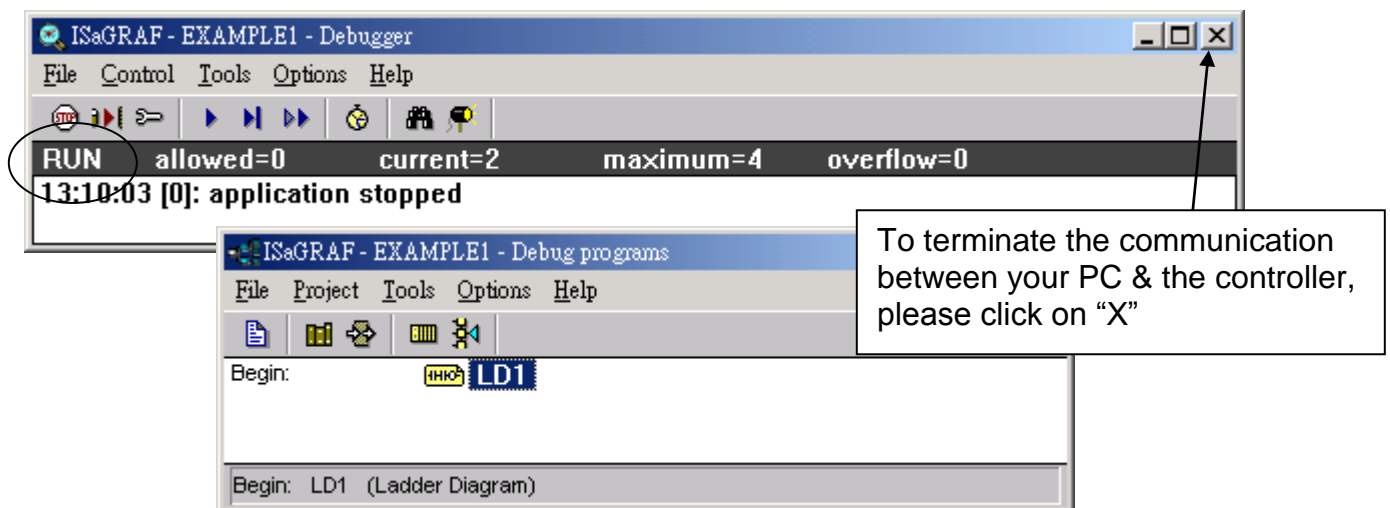 ISaGRAF - EXAMPLE1 - Debugger
File Control Tools Options Help
STOP
RUN allowed=0 current=2 maximum=4 overflow=0
13:10:03 [0]: application stopped
To terminate the communication
between your PC & the controller,
please click on “X”
ISaGRAF - EXAMPLE1 - Debug programs
File Project Tools Options Help
Begin: LD1
Begin: LD1 (Ladder Diagram)